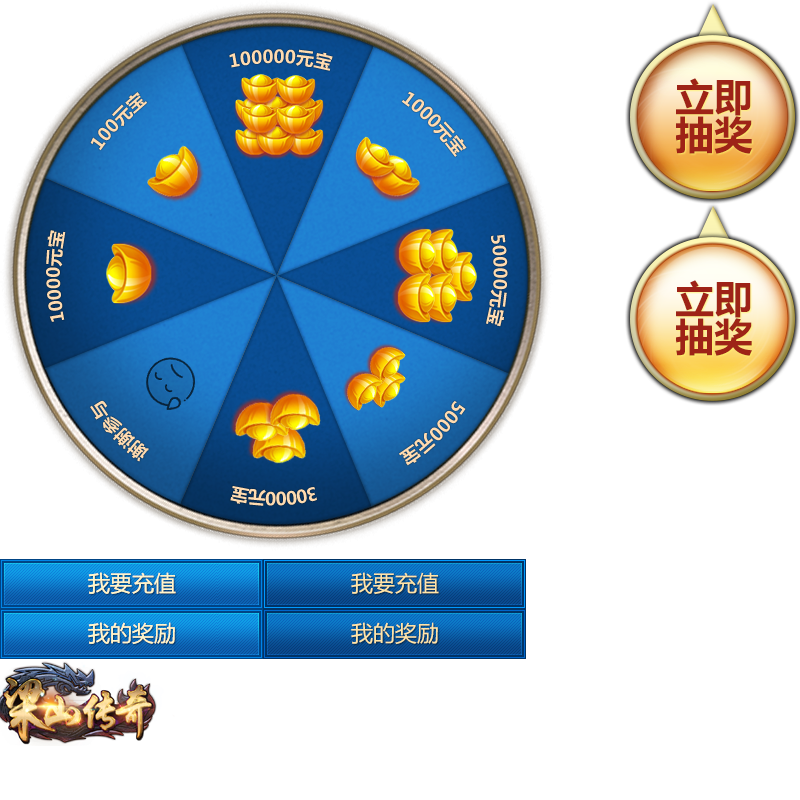 100000元宝
1000元宝
50000元宝
5000元宝
30000元宝
谢谢参与
10000元宝
100元宝
立即
抽奖
立即
抽奖
我要充值
我要充值
我的奖励
我的奖励
梁山传奇